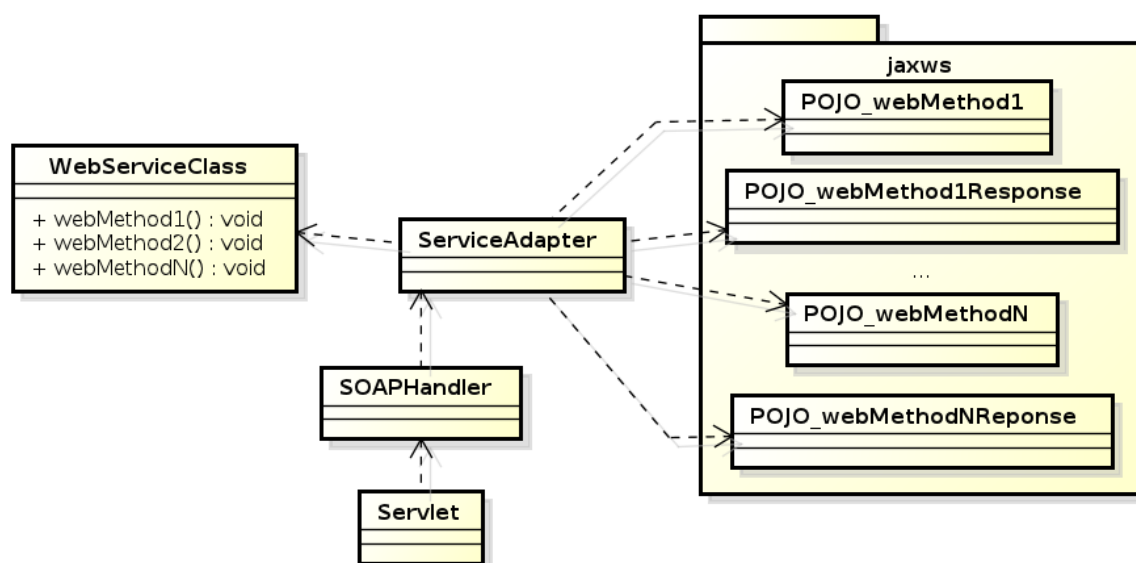 jaxws
POJO_webMethod1
WebServiceClass
+ webMethod1() : void
+ webMethod2() : void
+ webMethodN() : void
POJO_webMethod1Response
ServiceAdapter
...
POJO_webMethodN
SOAPHandler
POJO_webMethodNReponse
Servlet